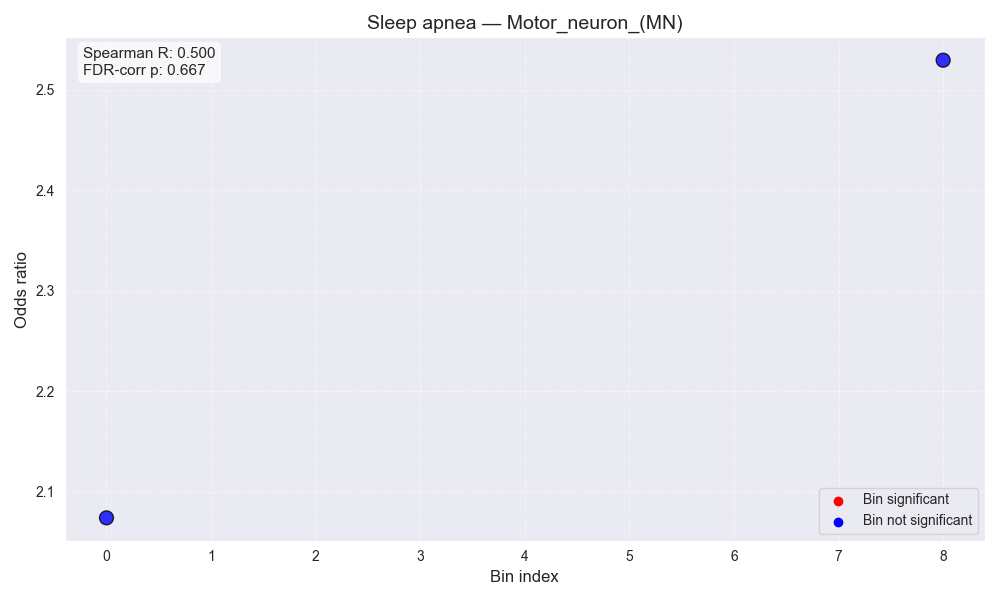 Sleep apnea — Motor_neuron_(MN)
Spearman R: 0.500
FDR-corr p: 0.667
Odds ratio
2.5
2.4
2.3
2.2
2.1
Bin significant
Bin not significant
0 1 2 3 4 5 6 7 8
Bin index